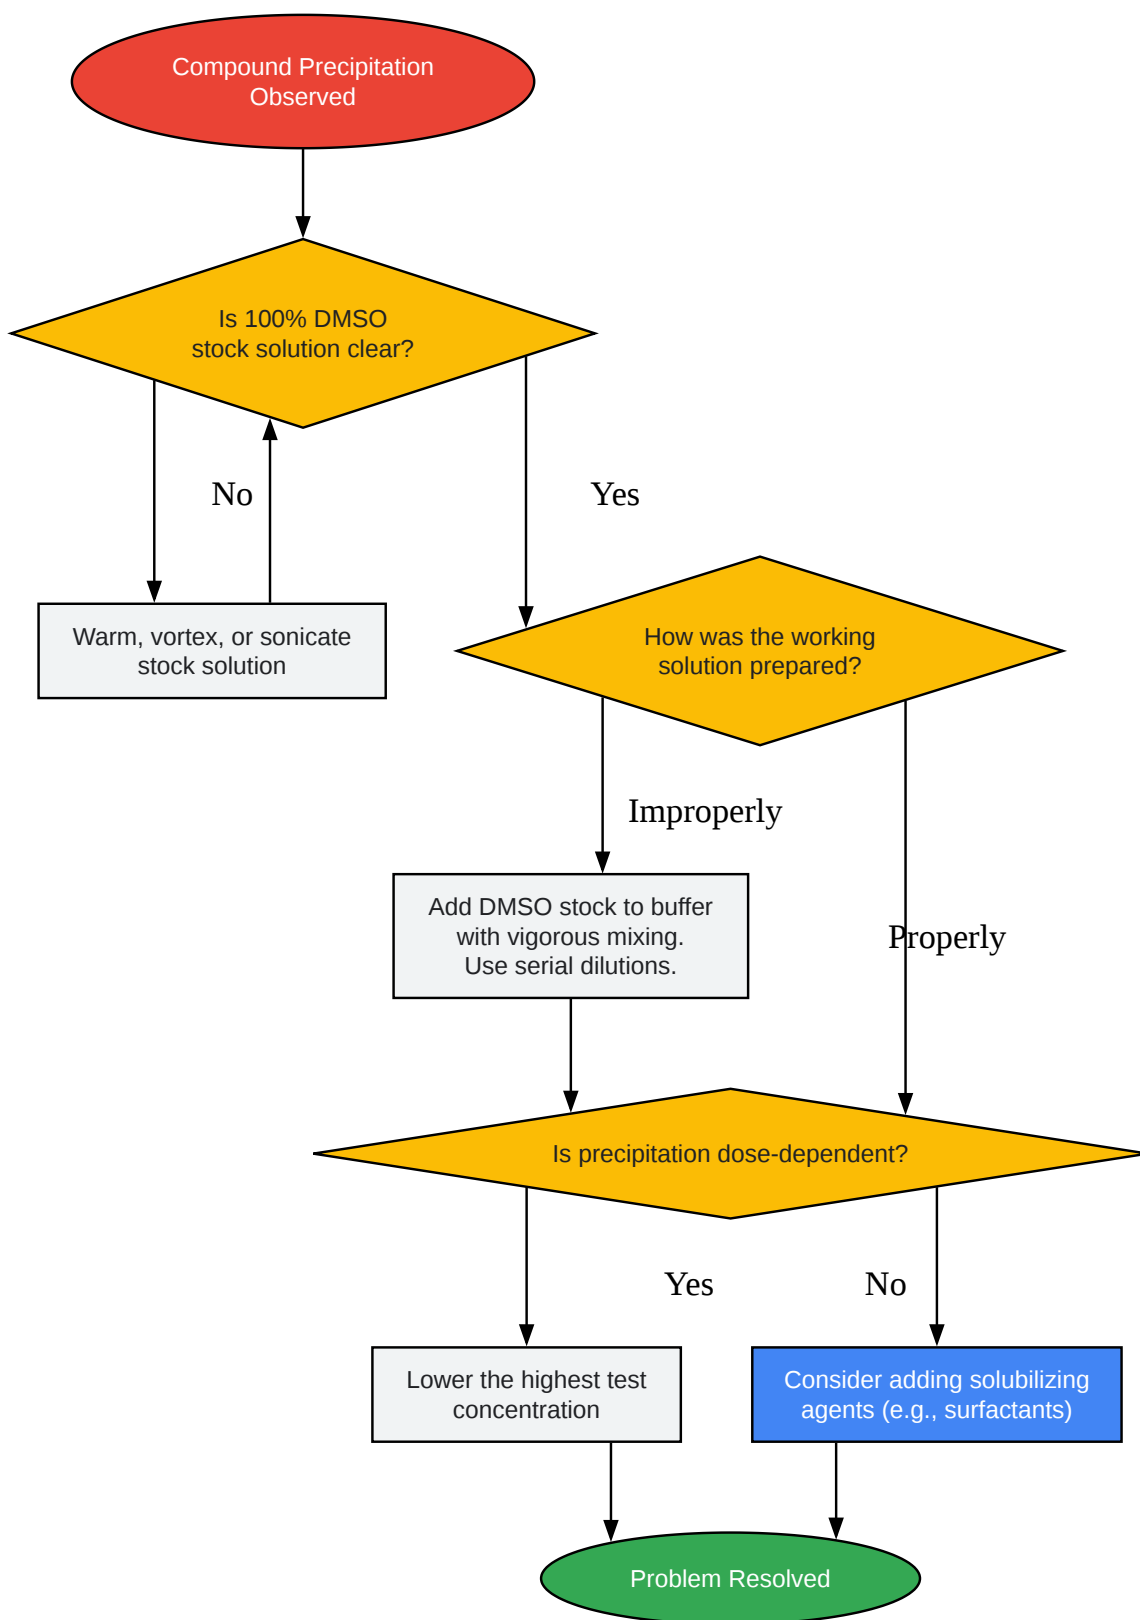 Compound Precipitation
Observed
Is 100% DMSO
stock solution clear?
No
Yes
Warm, vortex, or sonicate
stock solution
How was the working
solution prepared?
Improperly
Add DMSO stock to buffer
with vigorous mixing.
Use serial dilutions.
Properly
Is precipitation dose-dependent?
Yes
No
Lower the highest test
concentration
Consider adding solubilizing
agents (e.g., surfactants)
Problem Resolved